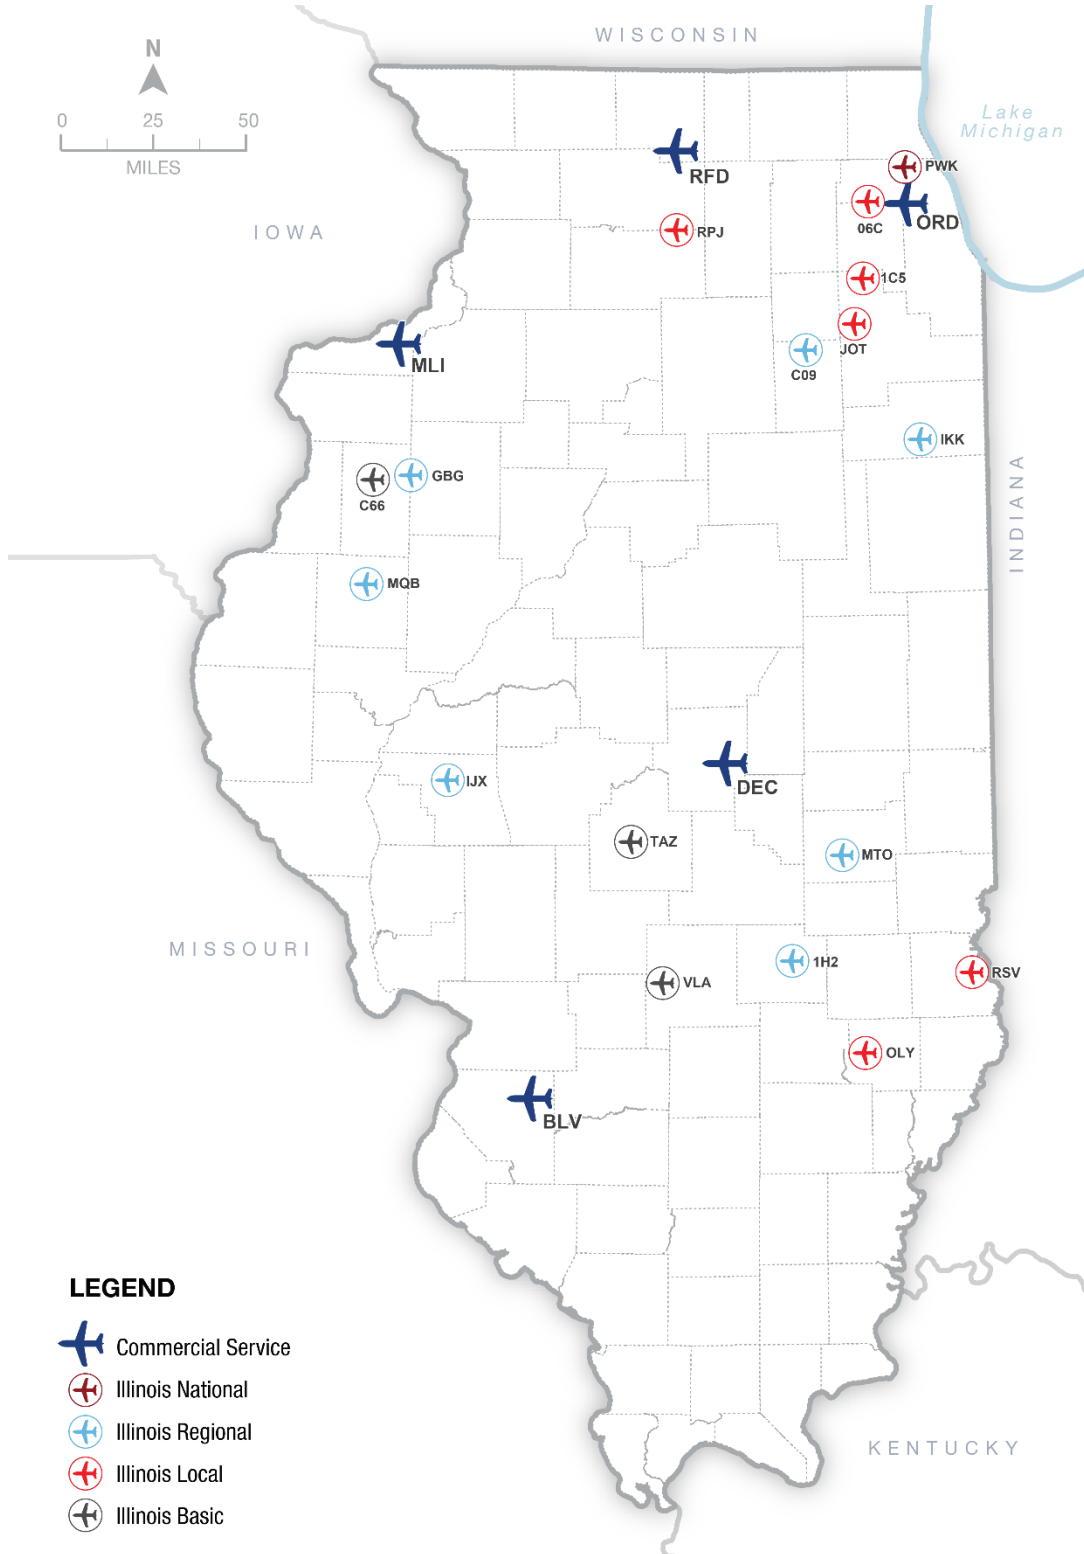 WISCONSIN
N
0 25 50
MILES
Lake
Michigan
PWK
RFD
06C
ORD
IOWA
RPJ
1C5
MLI
JOT
C09
IKK
INDIANA
GBG
C66
MQB
IJX
DEC
TAZ
MTO
MISSOURI
1H2
RSV
VLA
OLY
BLV
LEGEND
Commercial Service
Illinois National
Illinois Regional
Illinois Local
Illinois Basic
KENTUCKY